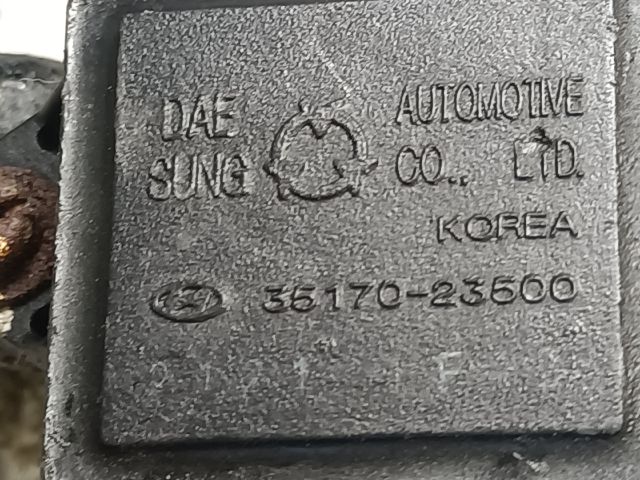 DAE
SUNG
AUTOMOTIVE
CO., LTD.
KOREA
35170-23500